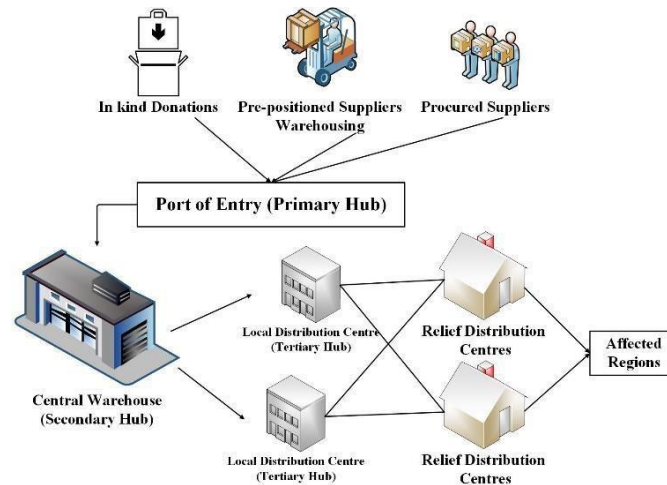 In kind Donations
Pre-positioned Suppliers
Warehousing
Procured Suppliers
Port of Entry (Primary Hub)
Local Distribution Centre
(Tertiary Hub)
Relief Distribution
Centres
Affected
Regions
Central Warehouse
(Secondary Hub)
Local Distribution Centre
(Tertiary Hub)
Relief Distribution
Centres